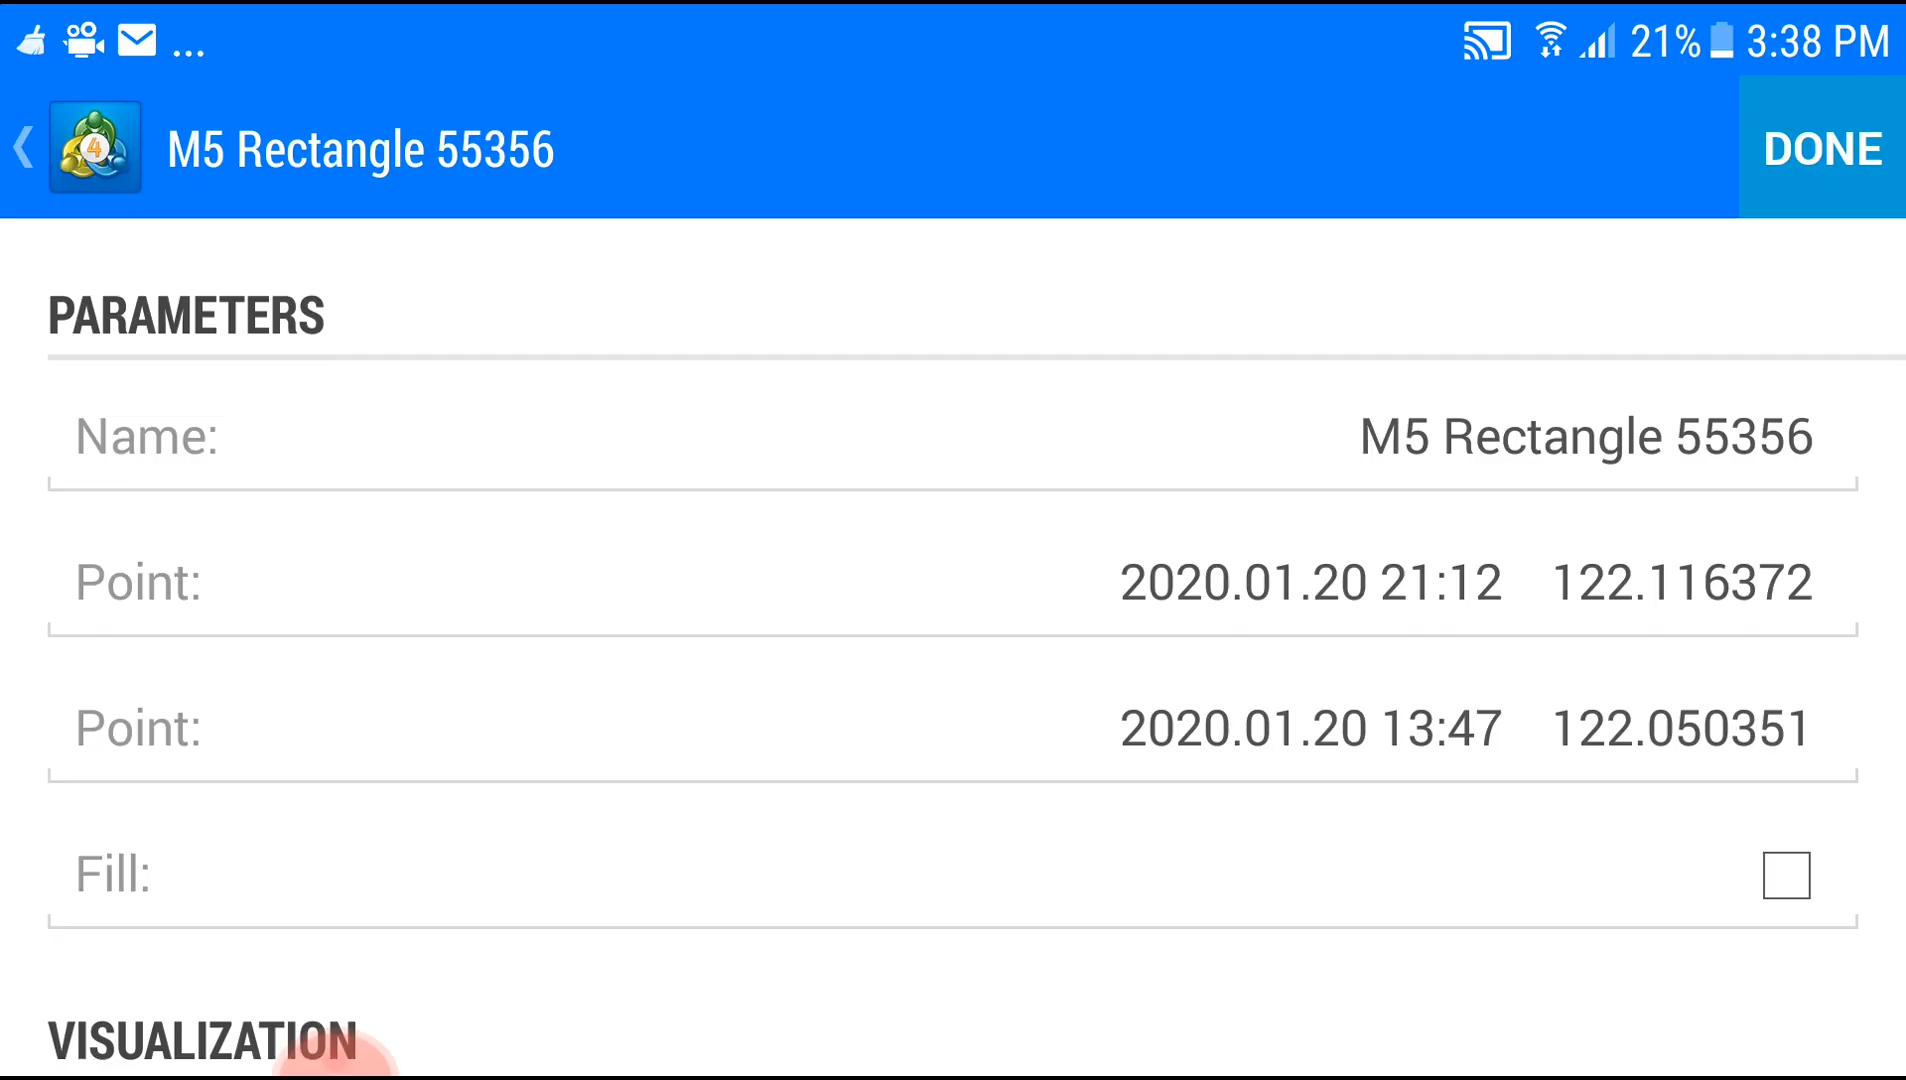 ... 21% 3:38 PM
4 M5 Rectangle 55356 DONE
PARAMETERS
Name: M5 Rectangle 55356
Point: 2020.01.20 21:12 122.116372
Point: 2020.01.20 13:47 122.050351
Fill:
VISUALIZATION